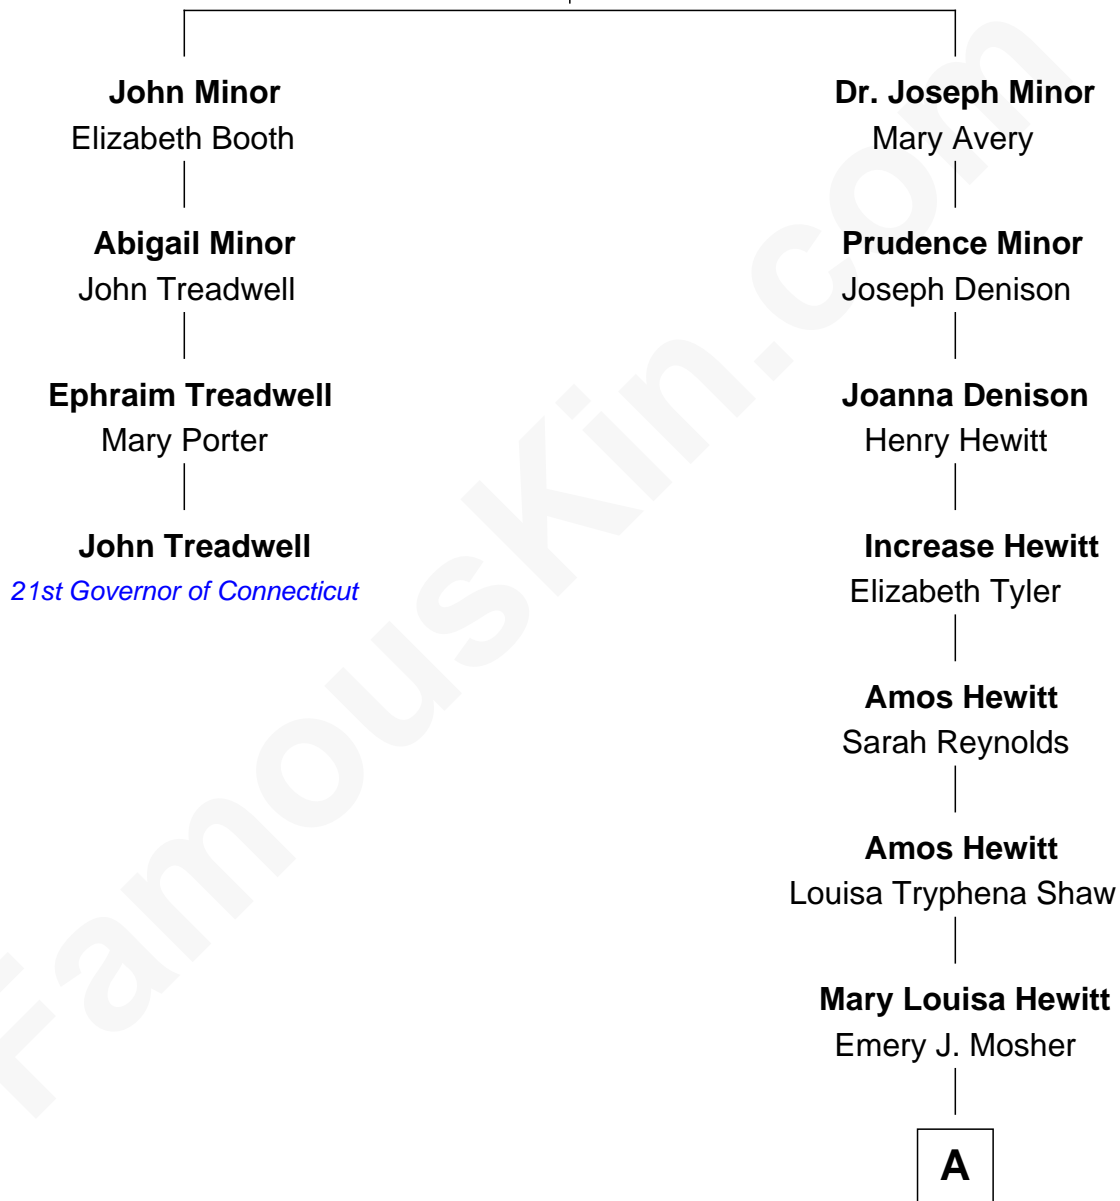 John Minor
Elizabeth Booth
Abigail Minor
John Treadwell
Ephraim Treadwell
Mary Porter
John Treadwell
21st Governor of Connecticut
Dr. Joseph Minor
Mary Avery
Prudence Minor
Joseph Denison
Joanna Denison
Henry Hewitt
Increase Hewitt
Elizabeth Tyler
Amos Hewitt
Sarah Reynolds
Amos Hewitt
Louisa Tryphena Shaw
Mary Louisa Hewitt
Emery J. Mosher
A
FamousKin.com